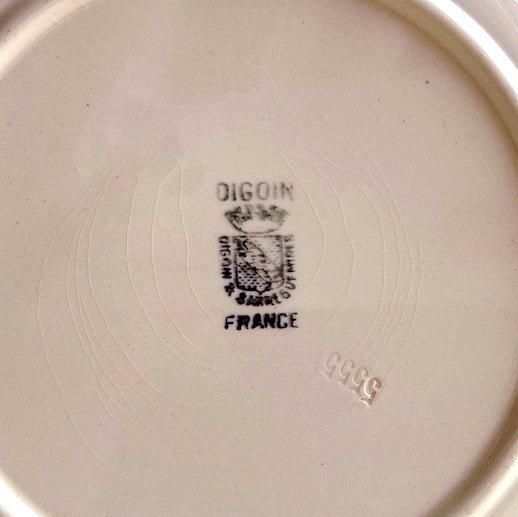 DIGOIN
DIGOIN & SARREGUEMINES
FRANCE
5555